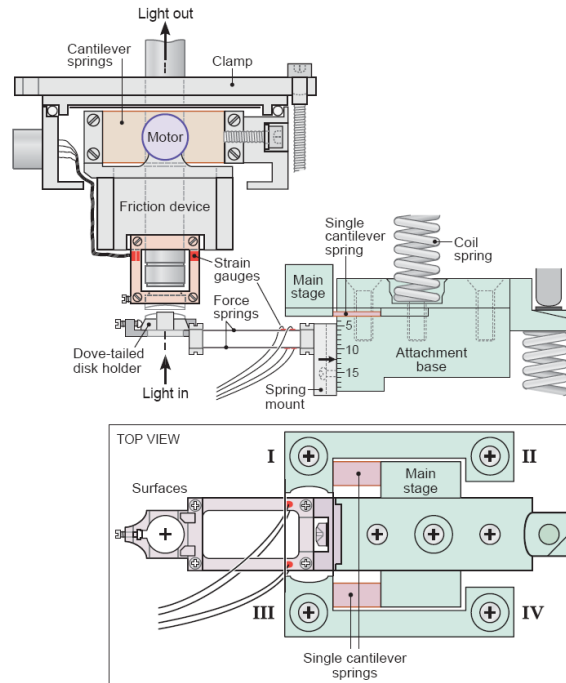 Light out
Cantilever
springs
Clamp
Motor
Friction device
Single
cantilever
spring
Coil
spring
Strain
gauges
Main
stage
Force
springs
5
10
15
Attachment
base
Dove-tailed
disk holder
Light in
Spring
mount
TOP VIEW
I
II
Main
stage
Surfaces
III
IV
Single cantilever
springs